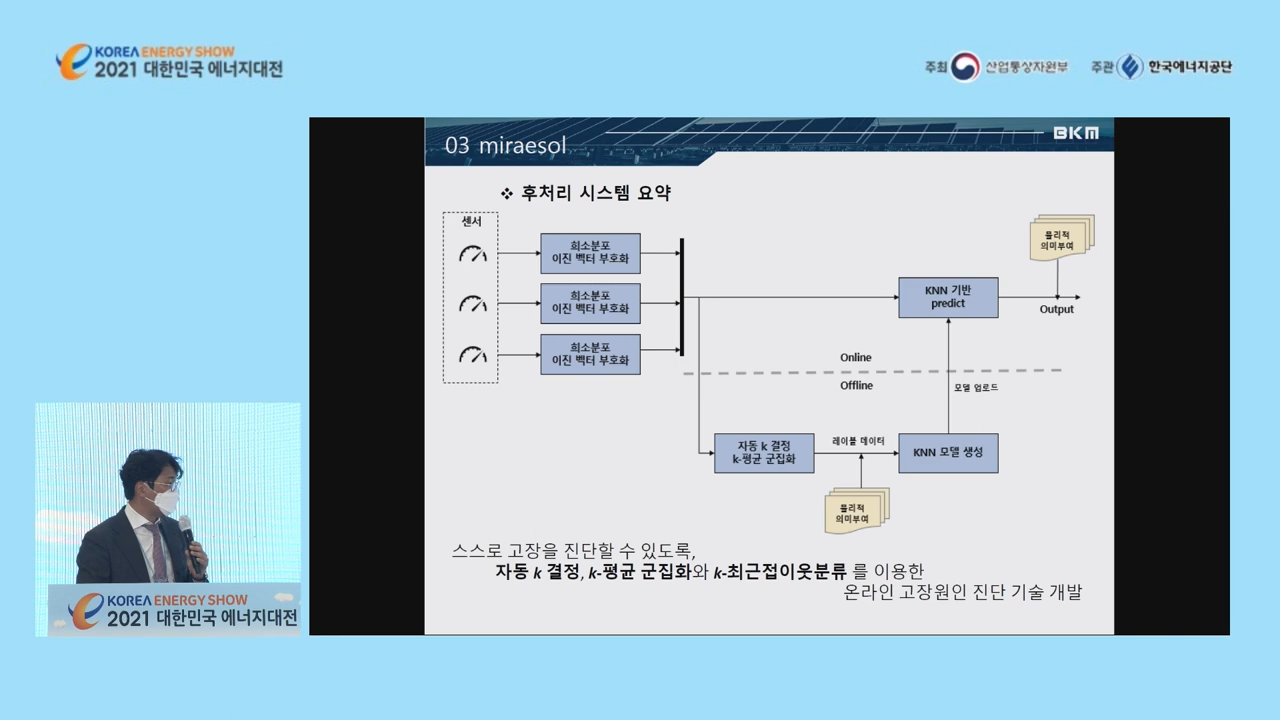 KOREA ENERGY SHOW
2021 대한민국 에너지대전
주최 산업통상자원부 주관 한국에너지공단
03 miraesol
BKM
❖ 후처리 시스템 요약
센서
희소분포
이진 벡터 부호화
희소분포
이진 벡터 부호화
희소분포
이진 벡터 부호화
물리적
의미부여
KNN 기반
predict
Output
Online
Offline
모델 업로드
자동 k 결정
k-평균 군집화
레이블 데이터
KNN 모델 생성
물리적
의미부여
스스로 고장을 진단할 수 있도록,
자동 k 결정, k-평균 군집화와 k-최근접이웃분류 를 이용한
온라인 고장원인 진단 기술 개발
KOREA ENERGY SHOW
2021 대한민국 에너지대전